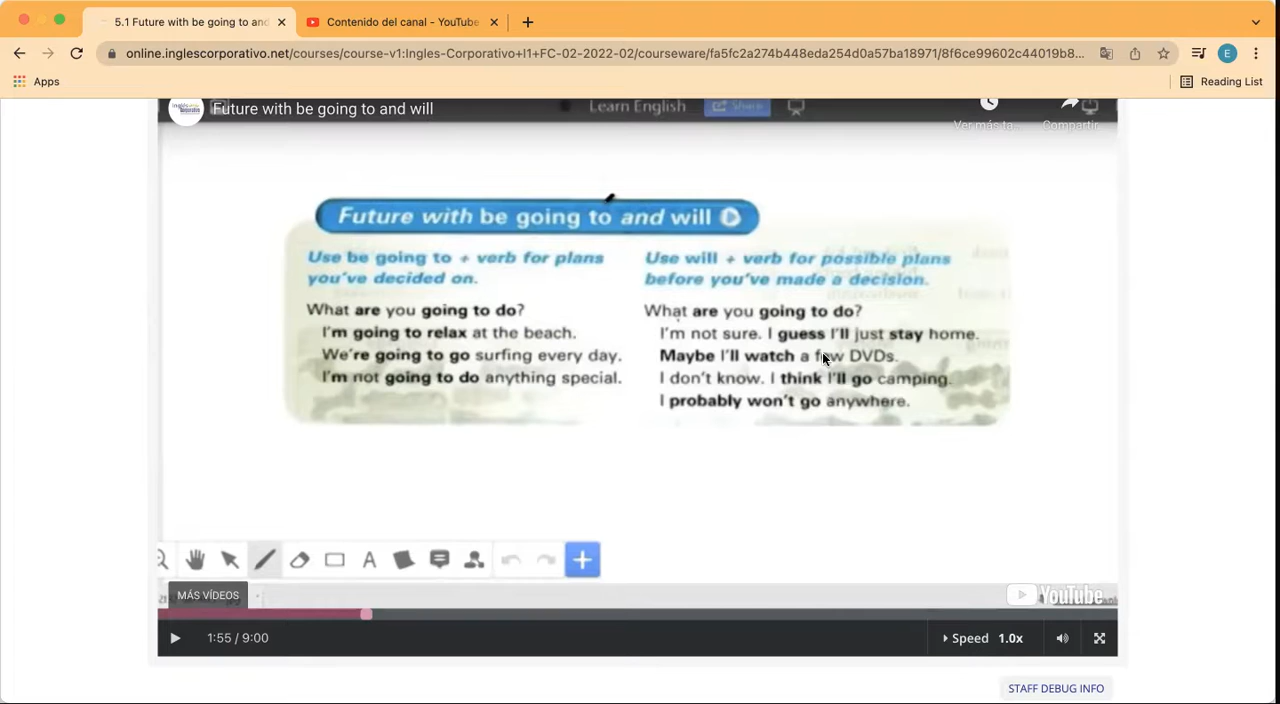 5.1 Future with be going to and
Contenido del canal - YouTube
online.inglescorporativo.net/courses/course-v1:Ingles-Corporativo+I1+FC-02-2022-02/courseware/fa5fc2a274b448eda254d0a57ba18971/8f6ce99602c44019b8...
E
Apps
Reading List
Future with be going to and will
Learn English
Share
Ver más ta...
Compartir
Future with be going to and will
Use be going to + verb for plans
you've decided on.
What are you going to do?
I'm going to relax at the beach.
We're going to go surfing every day.
I'm not going to do anything special.
Use will + verb for possible plans
before you've made a decision.
What are you going to do?
I'm not sure. I guess I'll just stay home.
Maybe I'll watch a few DVDs.
I don't know. I think I'll go camping.
I probably won't go anywhere.
A
MÁS VÍDEOS
YouTube
1:55 / 9:00
Speed 1.0x
STAFF DEBUG INFO